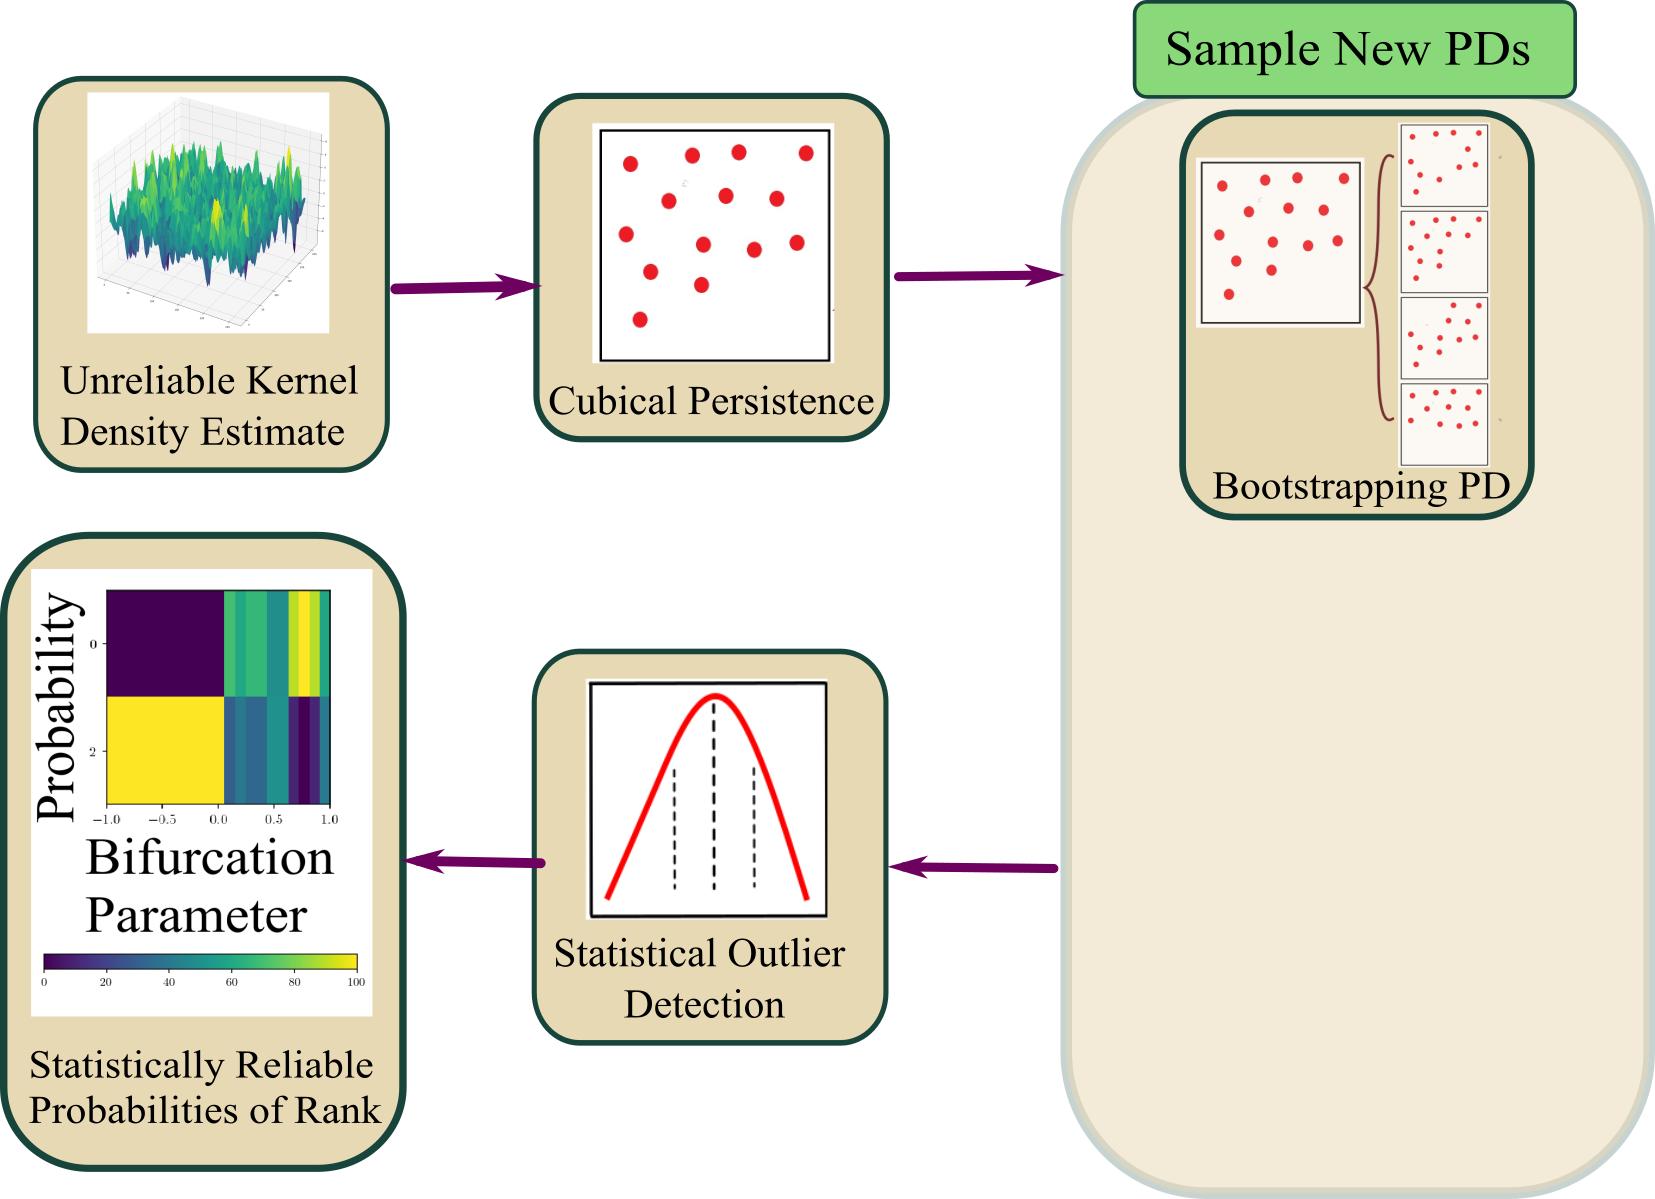 Sample New PDs
Unreliable Kernel
Density Estimate
Cubical Persistence
Bootstrapping PD
Probability
0
2
−1.0 −0.5 0.0 0.5 1.0
Bifurcation
Parameter
0 20 40 60 80 100
Statistically Reliable
Probabilities of Rank
Statistical Outlier
Detection